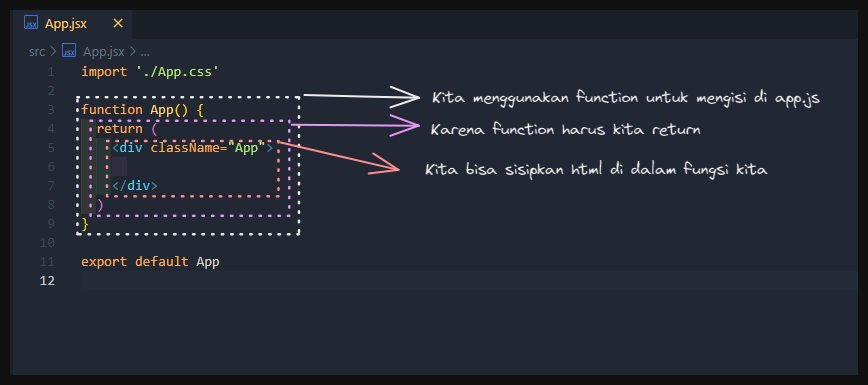 JSX App.jsx ×
src > JSX App.jsx > ...
1 import './App.css'
2
3 function App() {
4 return (
5 <div className="App">
6
7 </div>
8 )
9 }
10
11 export default App
12
Kita menggunakan function untuk mengisi di app.js
Karena function harus kita return
Kita bisa sisipkan html di dalam fungsi kita